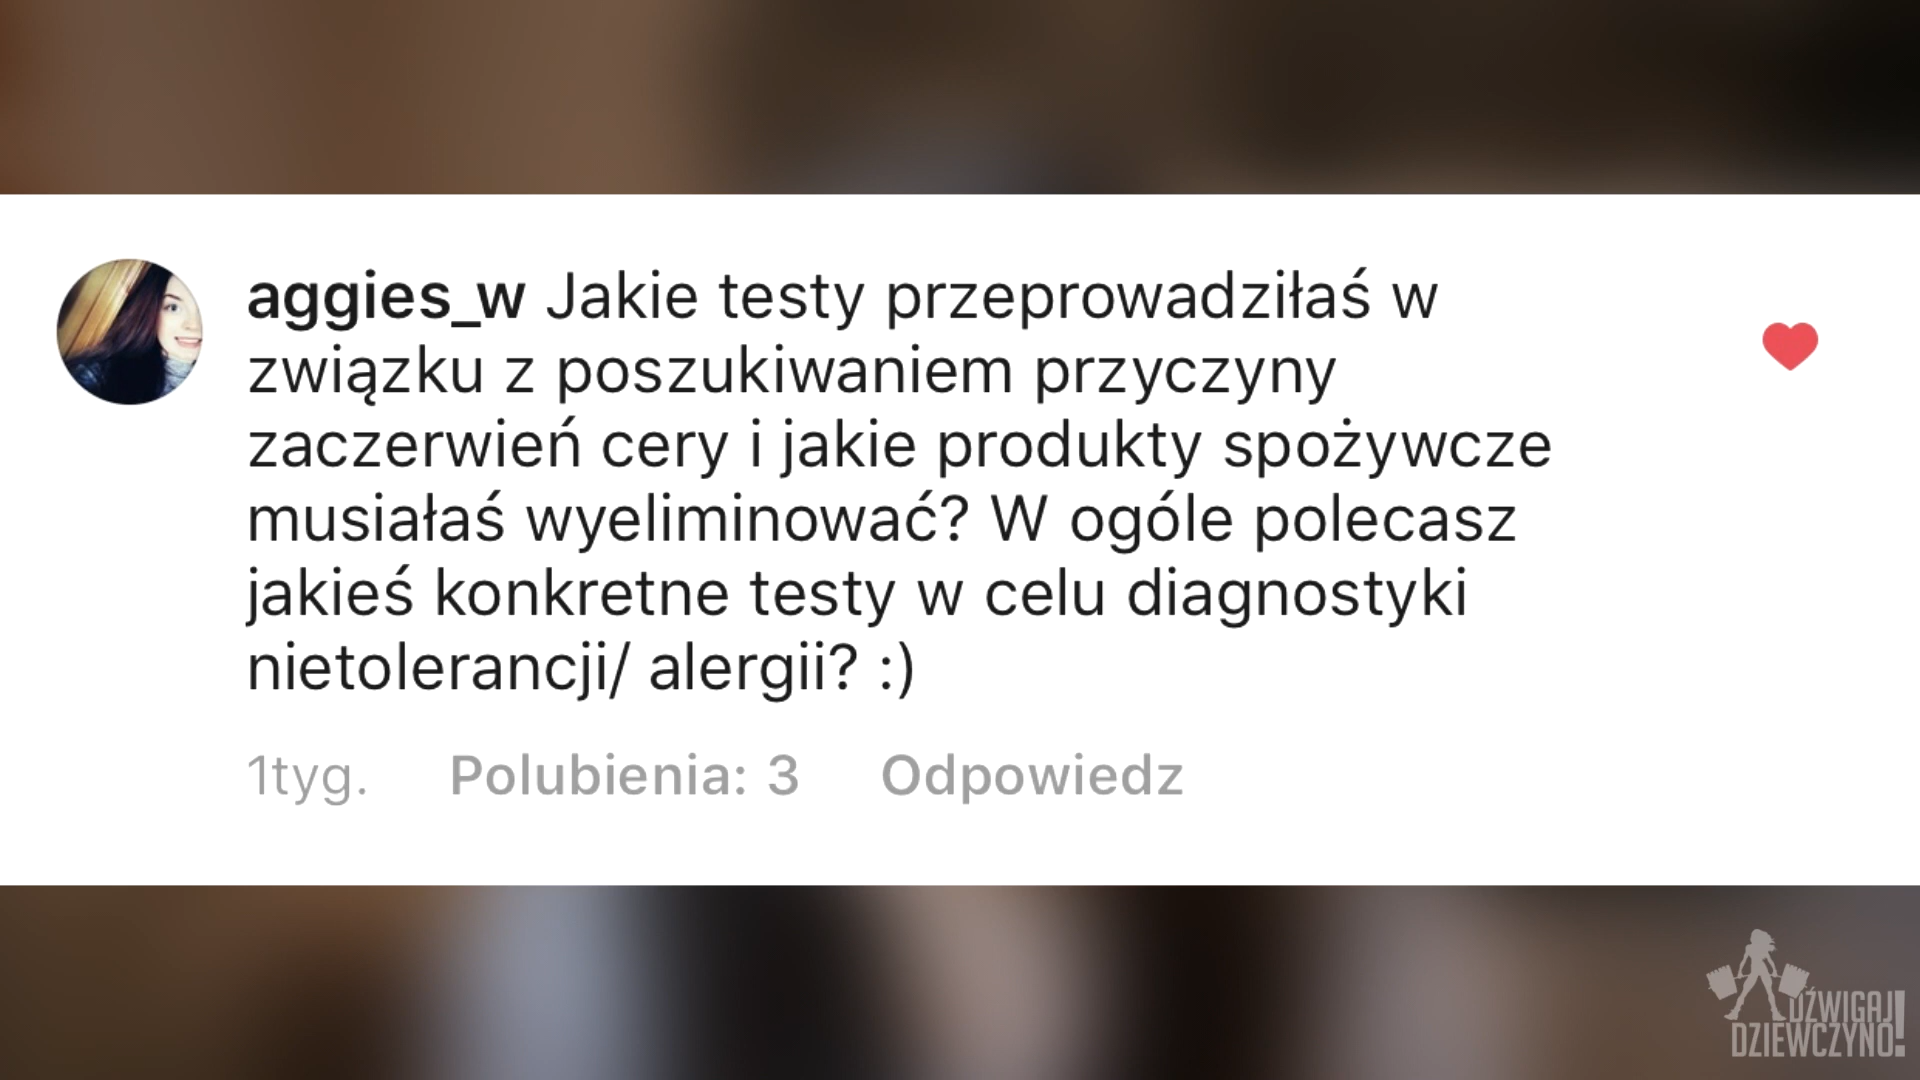 aggies_w Jakie testy przeprowadziłaś w
związku z poszukiwaniem przyczyny
zaczerwień cery i jakie produkty spożywcze
musiałaś wyeliminować? W ogóle polecasz
jakieś konkretne testy w celu diagnostyki
nietolerancji/ alergii? :)
1tyg. Polubienia: 3 Odpowiedz
DŹWIGAJ
DZIEWCZYNO!